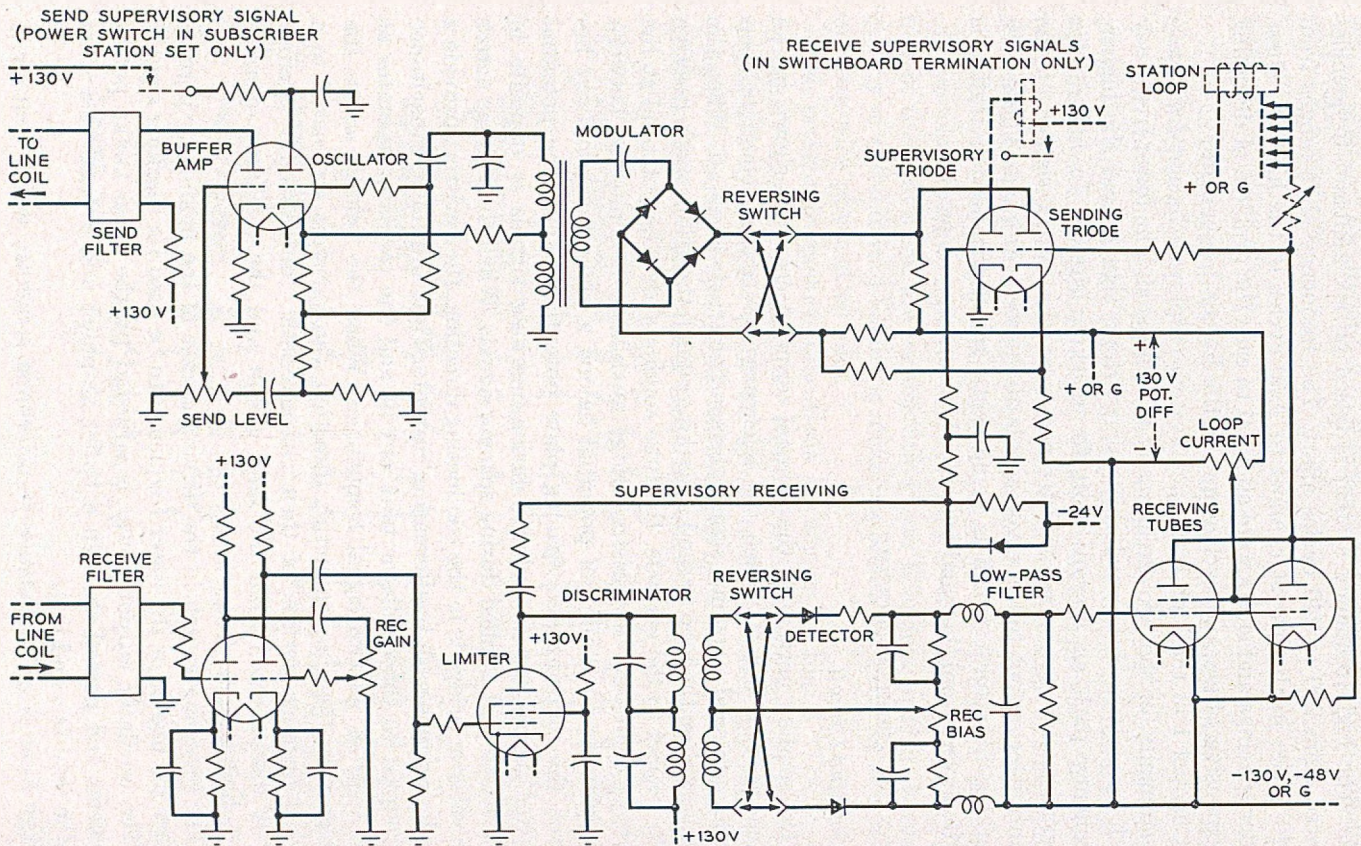 SEND SUPERVISORY SIGNAL
(POWER SWITCH IN SUBSCRIBER
STATION SET ONLY)
+130 V
TO
LINE
COIL
SEND
FILTER
+130 V
BUFFER
AMP
OSCILLATOR
SEND LEVEL
MODULATOR
REVERSING
SWITCH
RECEIVE SUPERVISORY SIGNALS
(IN SWITCHBOARD TERMINATION ONLY)
+130 V
SUPERVISORY
TRIODE
SENDING
TRIODE
STATION
LOOP
+ OR G
+ OR G
+
130 V
POT.
DIFF
-
LOOP
CURRENT
+130V
RECEIVE
FILTER
FROM
LINE
COIL
REC
GAIN
SUPERVISORY RECEIVING
-24V
LIMITER
+130V
DISCRIMINATOR
+130V
REVERSING
SWITCH
DETECTOR
LOW-PASS
FILTER
REC
BIAS
RECEIVING
TUBES
-130 V, -48 V
OR G